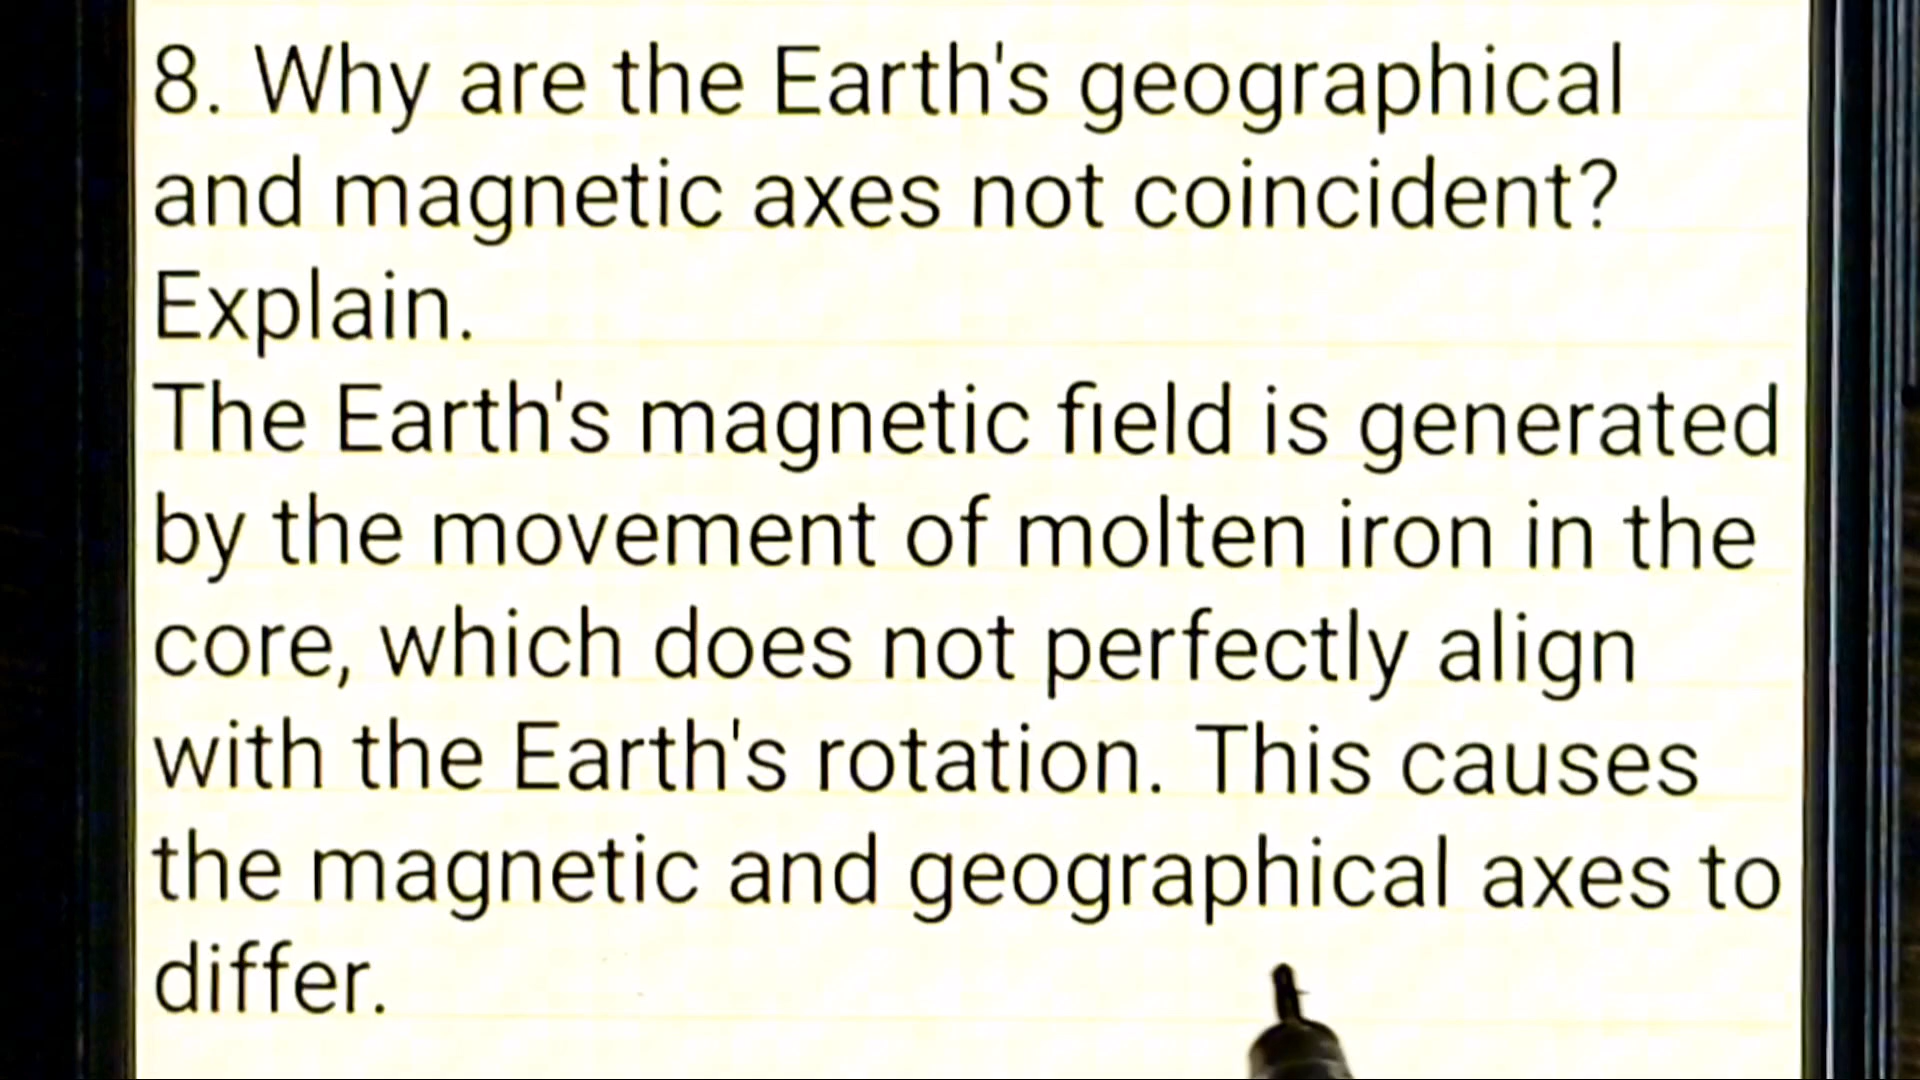 8. Why are the Earth's geographical
and magnetic axes not coincident?
Explain.
The Earth's magnetic field is generated
by the movement of molten iron in the
core, which does not perfectly align
with the Earth's rotation. This causes
the magnetic and geographical axes to
differ.